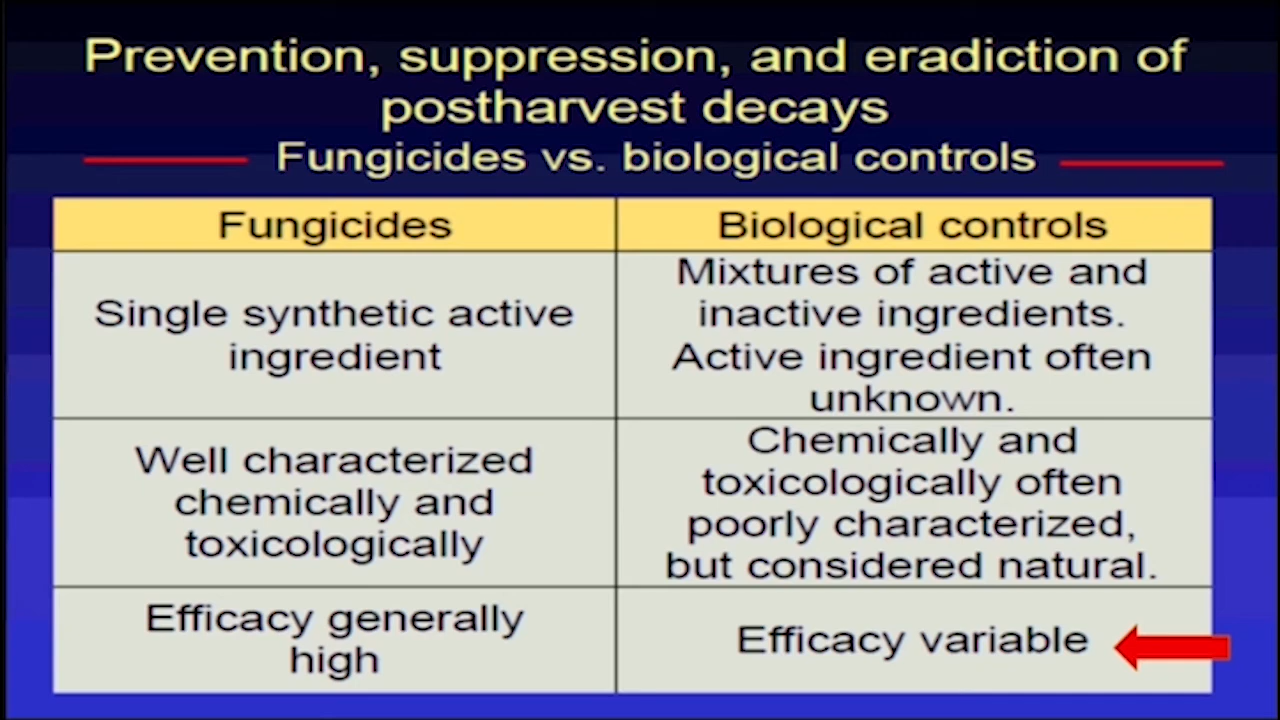 Prevention, suppression, and eradiction of
postharvest decays
Fungicides vs. biological controls
Fungicides
Biological controls
Single synthetic active
ingredient
Mixtures of active and
inactive ingredients.
Active ingredient often
unknown.
Well characterized
chemically and
toxicologically
Chemically and
toxicologically often
poorly characterized,
but considered natural.
Efficacy generally
high
Efficacy variable